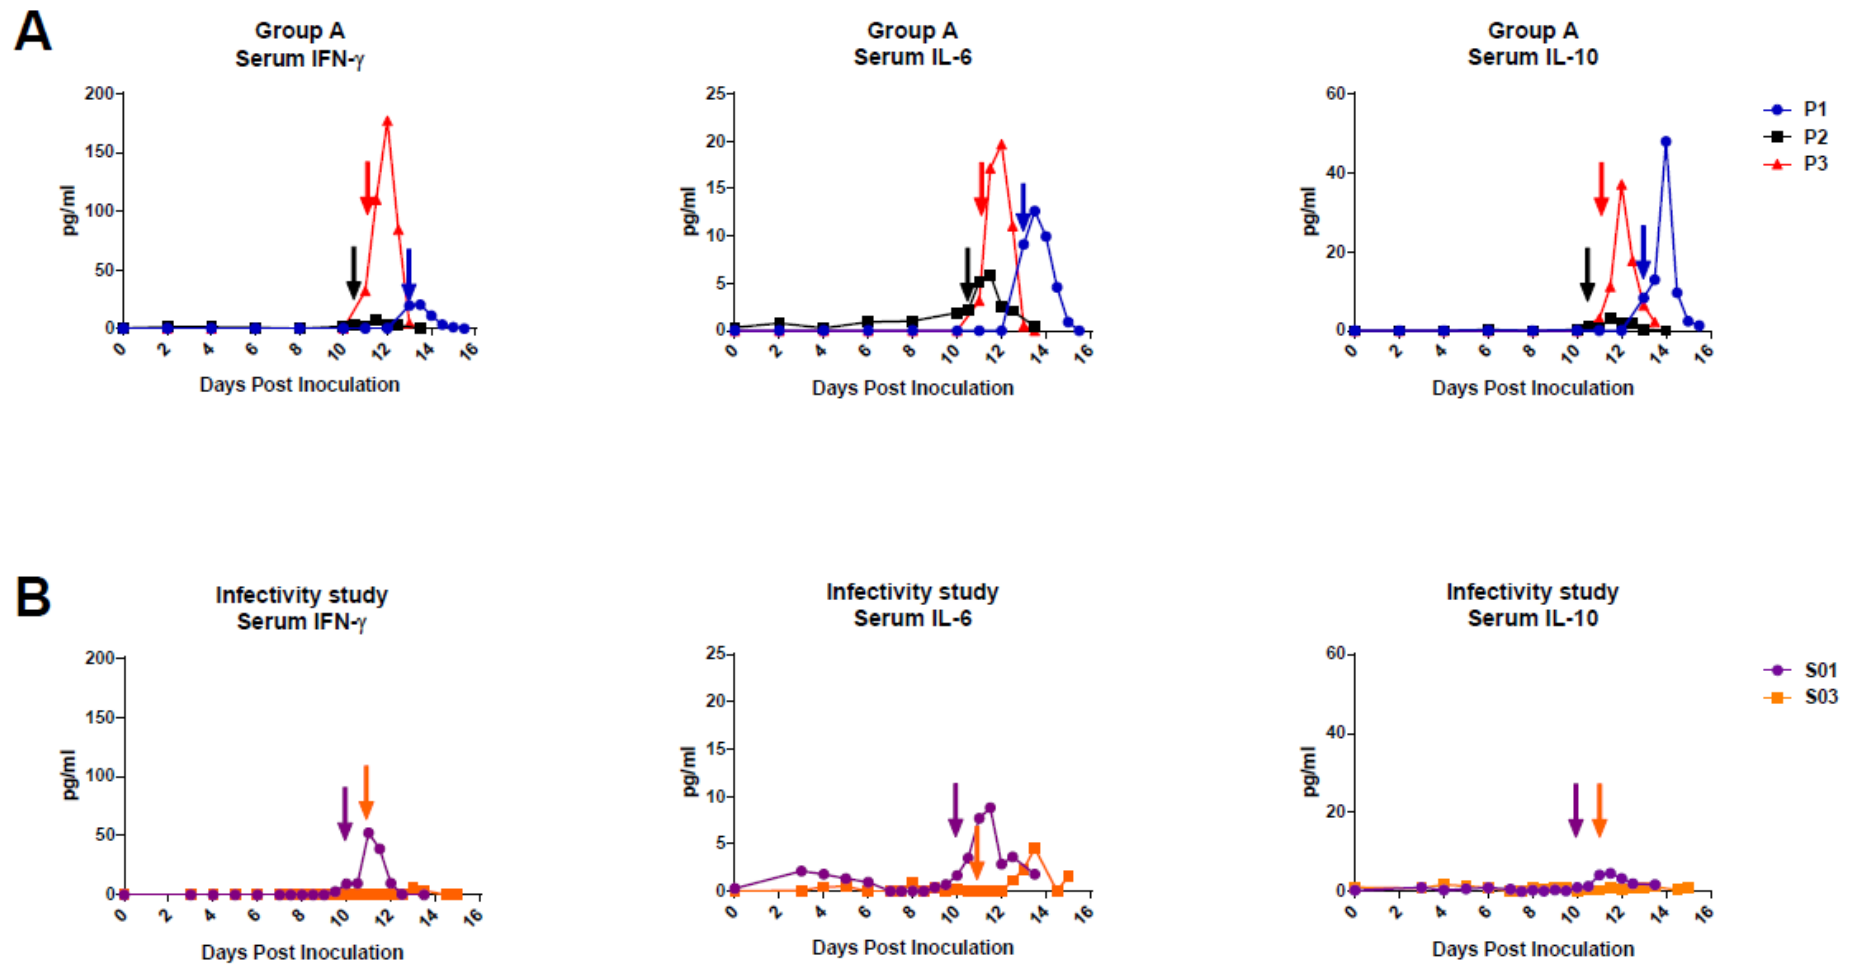 A
Group A
Serum IFN-γ
200
150
100
50
0
pg/ml
0 2 4 6 8 10 12 14 16
Days Post Inoculation
Group A
Serum IL-6
25
20
15
10
5
0
pg/ml
0 2 4 6 8 10 12 14 16
Days Post Inoculation
Group A
Serum IL-10
60
40
20
0
pg/ml
0 2 4 6 8 10 12 14 16
Days Post Inoculation
P1
P2
P3
B
Infectivity study
Serum IFN-γ
200
150
100
50
0
pg/ml
0 2 4 6 8 10 12 14 16
Days Post Inoculation
Infectivity study
Serum IL-6
25
20
15
10
5
0
pg/ml
0 2 4 6 8 10 12 14 16
Days Post Inoculation
Infectivity study
Serum IL-10
60
40
20
0
pg/ml
0 2 4 6 8 10 12 14 16
Days Post Inoculation
S01
S03